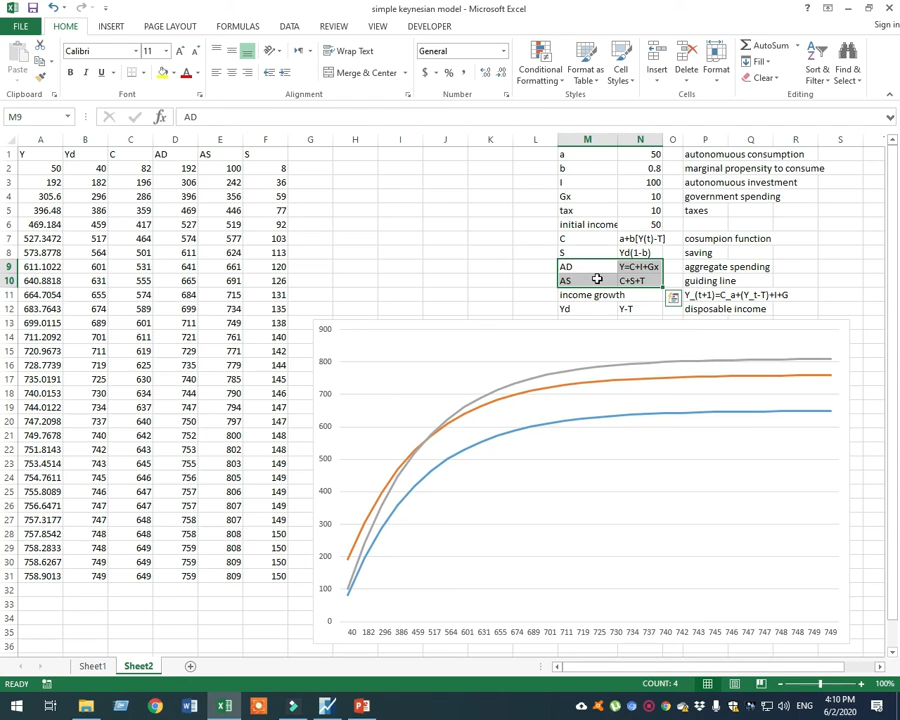 simple keynesian model - Microsoft Excel
Sign in
FILE HOME INSERT PAGE LAYOUT FORMULAS DATA REVIEW VIEW DEVELOPER
Calibri 11 Wrap Text General AutoSum
Fill
Paste B I U Merge & Center $ % Conditional Formatting Format as Table Cell Styles Insert Delete Format Clear Sort & Filter Find & Select
Clipboard Font Alignment Number Styles Cells Editing
M9 fx AD
A B C D E F G H I J K L M N O P Q R S
1 Y Yd C AD AS S a 50 autonomuous consumption
2 50 40 82 192 100 8 b 0.8 marginal propensity to consume
3 192 182 196 306 242 36 I 100 autonomuous investment
4 305.6 296 286 396 356 59 Gx 10 government spending
5 396.48 386 359 469 446 77 tax 10 taxes
6 469.184 459 417 527 519 92 initial income 50
7 527.3472 517 464 574 577 103 C a+b[Y(t)-T] cosumpion function
8 573.8778 564 501 611 624 113 S Yd(1-b) saving
9 611.1022 601 531 641 661 120 AD Y=C+I+Gx aggregate spending
10 640.8818 631 555 665 691 126 AS C+S+T guiding line
11 664.7054 655 574 684 715 131 income growth Y_(t+1)=C_a+(Y_t-T)+I+G
12 683.7643 674 589 699 734 135 Yd Y-T disposable income
13 699.0115 689 601 711 749 138
14 711.2092 701 611 721 761 140
15 720.9673 711 619 729 771 142
16 728.7739 719 625 735 779 144
17 735.0191 725 630 740 785 145
18 740.0153 730 634 744 790 146
19 744.0122 734 637 747 794 147
20 747.2098 737 640 750 797 147
21 749.7678 740 642 752 800 148
22 751.8143 742 643 753 802 148
23 753.4514 743 645 755 803 149
24 754.7611 745 646 756 805 149
25 755.8089 746 647 757 806 149
26 756.6471 747 647 757 807 149
27 757.3177 747 648 758 807 149
28 757.8542 748 648 758 808 150
29 758.2833 748 649 759 808 150
30 758.6267 749 649 759 809 150
31 758.9013 749 649 759 809 150
32
33
34
35
36
900
800
700
600
500
400
300
200
100
0
40 182 296 386 459 517 564 601 631 655 674 689 701 711 719 725 730 734 737 740 742 743 745 746 747 747 748 748 749 749
Sheet1 Sheet2
READY COUNT: 4 100%
ENG 4:10 PM
6/2/2020